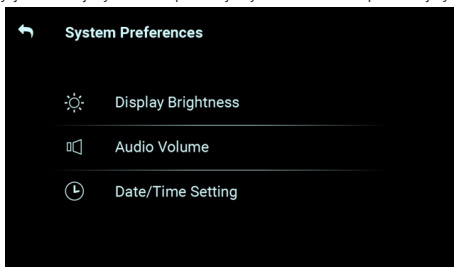 System Preferences
Display Brightness
Audio Volume
Date/Time Setting